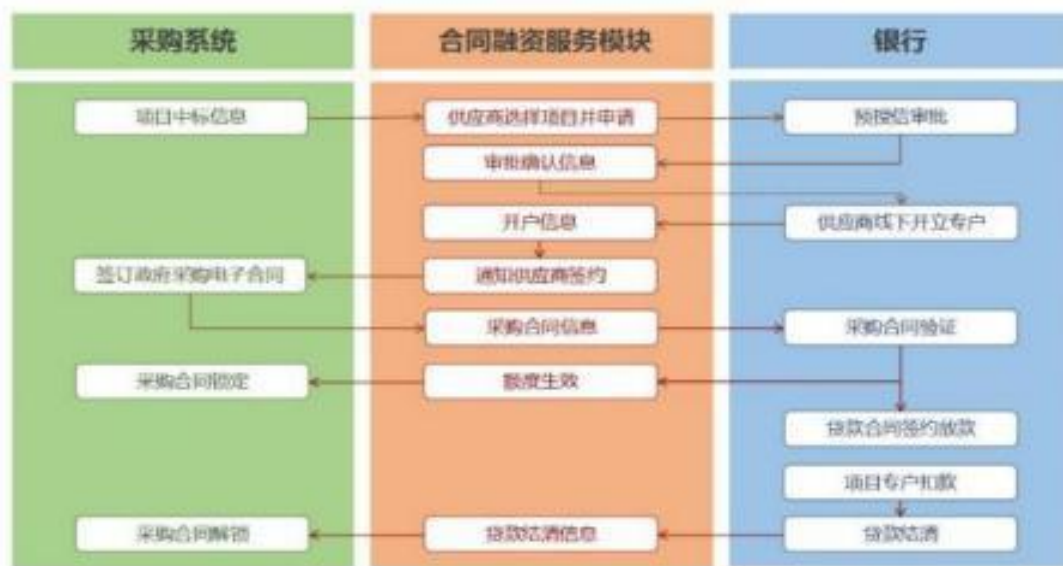 采购系统
合同融资服务模块
银行
项目中标信息
供应商选择项目并申请
预授信审批
审批确认信息
开户信息
供应商线下开立专户
签订政府采购电子合同
通知供应商签约
采购合同信息
采购合同验证
采购合同锁定
额度生效
贷款合同签约放款
项目专户扣款
采购合同解锁
贷款结清信息
贷款结清